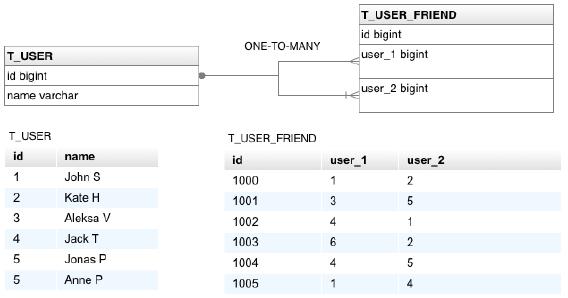 T_USER_FRIEND
id bigint
ONE-TO-MANY
T_USER
user_1 bigint
id bigint
user_2 bigint
name varchar
T_USER
id name
1 John S
2 Kate H
3 Aleksa V
4 Jack T
5 Jonas P
5 Anne P
T_USER_FRIEND
id user_1 user_2
1000 1 2
1001 3 5
1002 4 1
1003 6 2
1004 4 5
1005 1 4